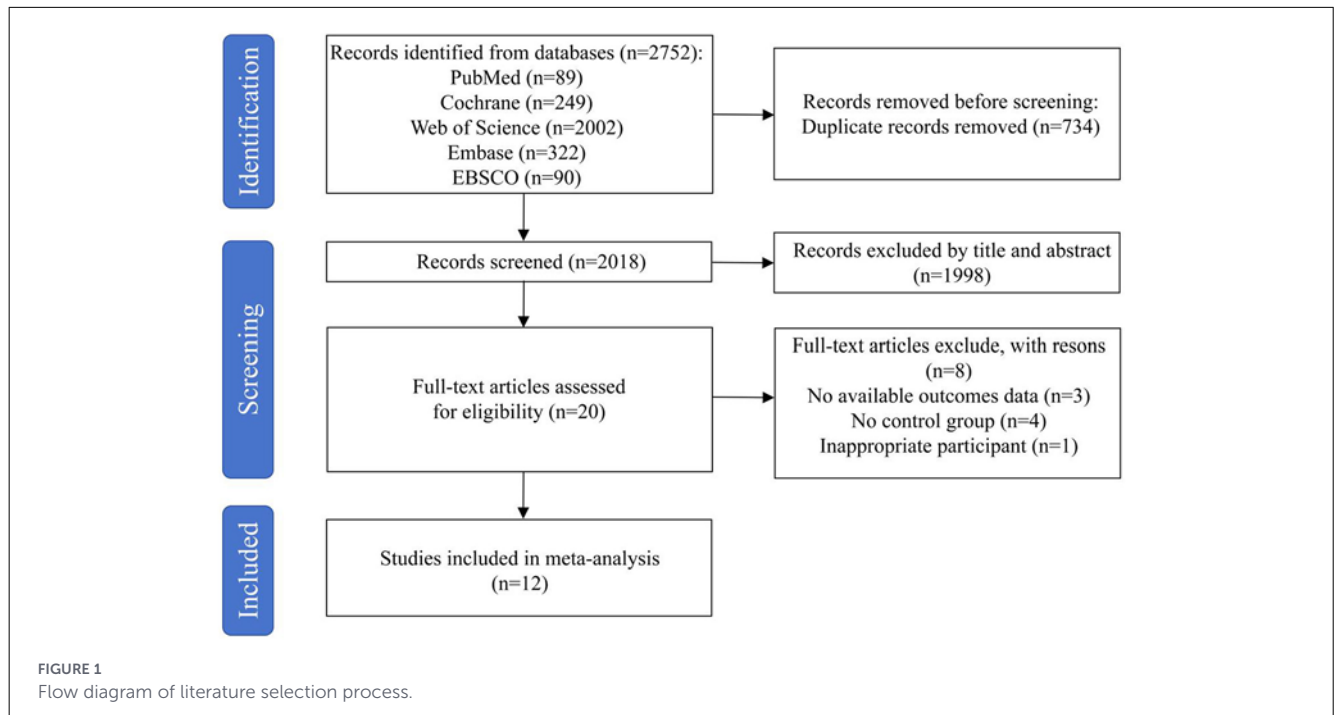 Identification
Records identified from databases (n=2752):
PubMed (n=89)
Cochrane (n=249)
Web of Science (n=2002)
Embase (n=322)
EBSCO (n=90)
Records removed before screening:
Duplicate records removed (n=734)
Screening
Records screened (n=2018)
Records excluded by title and abstract
(n=1998)
Full-text articles assessed
for eligibility (n=20)
Full-text articles exclude, with resons
(n=8)
No available outcomes data (n=3)
No control group (n=4)
Inappropriate participant (n=1)
Included
Studies included in meta-analysis
(n=12)
FIGURE 1
Flow diagram of literature selection process.